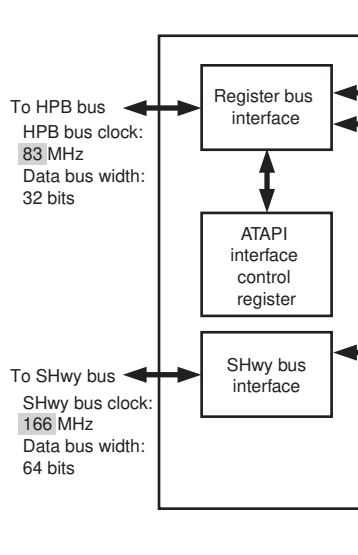 To HPB bus
HPB bus clock:
83 MHz
Data bus width:
32 bits
Register bus
interface
ATAPI
interface
control
register
To SHwy bus
SHwy bus clock:
166 MHz
Data bus width:
64 bits
SHwy bus
interface